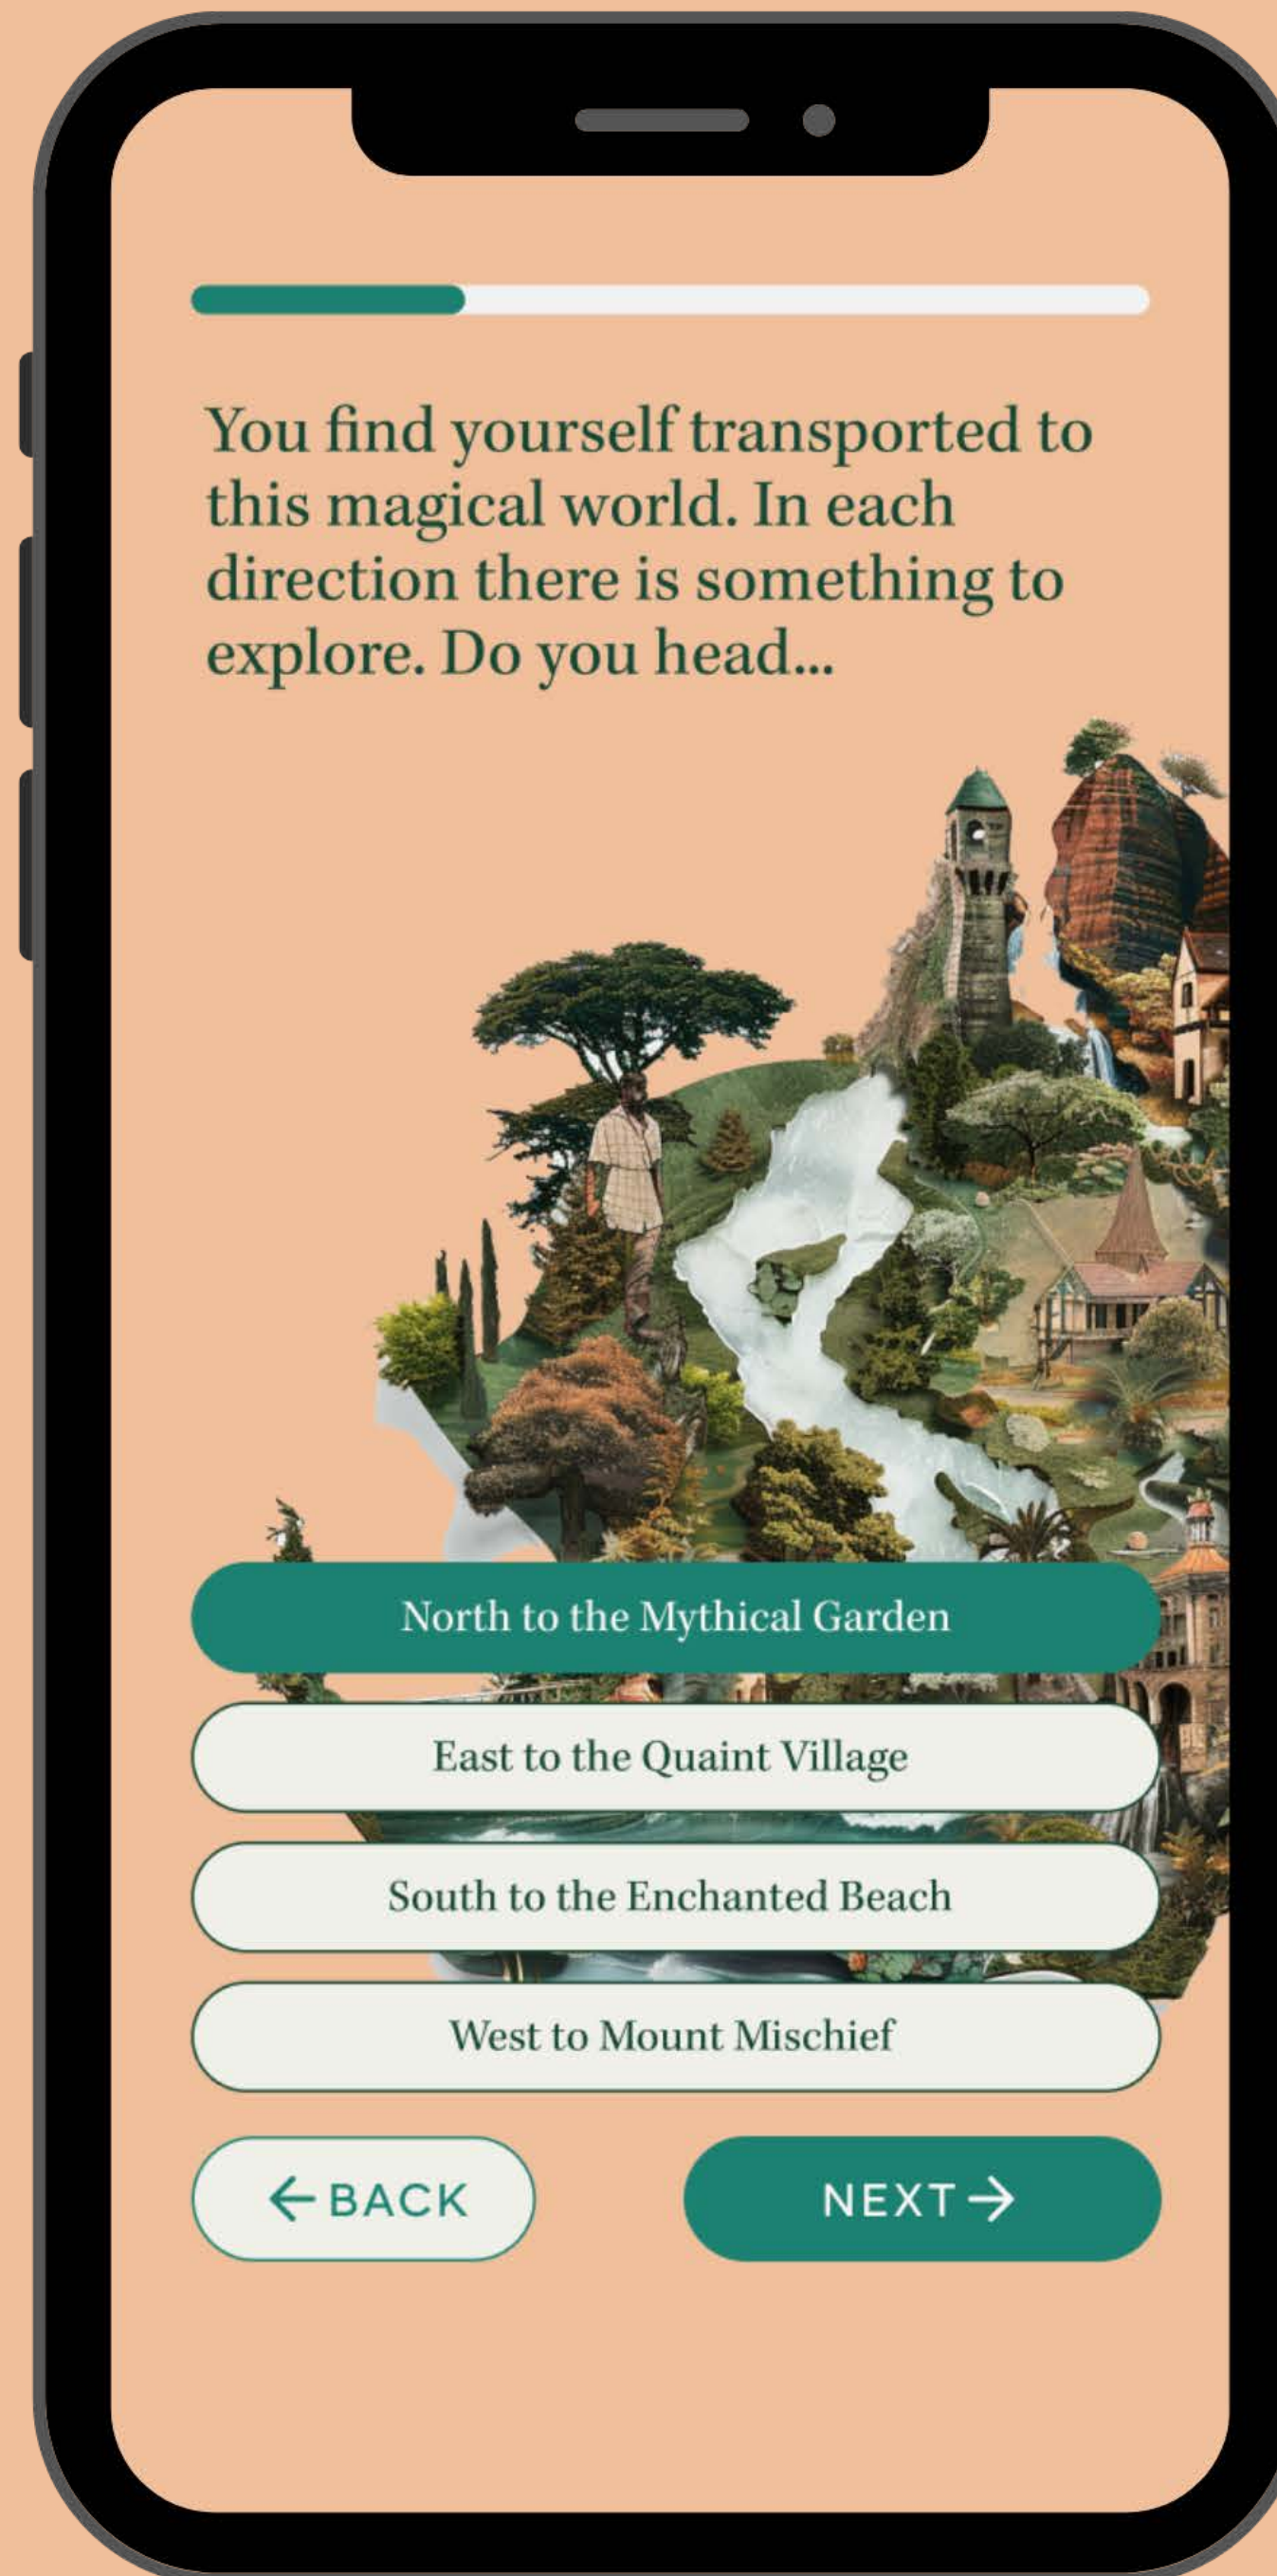 You find yourself transported to
this magical world. In each
direction there is something to
explore. Do you head...
North to the Mythical Garden
East to the Quaint Village
South to the Enchanted Beach
West to Mount Mischief
← BACK
NEXT →